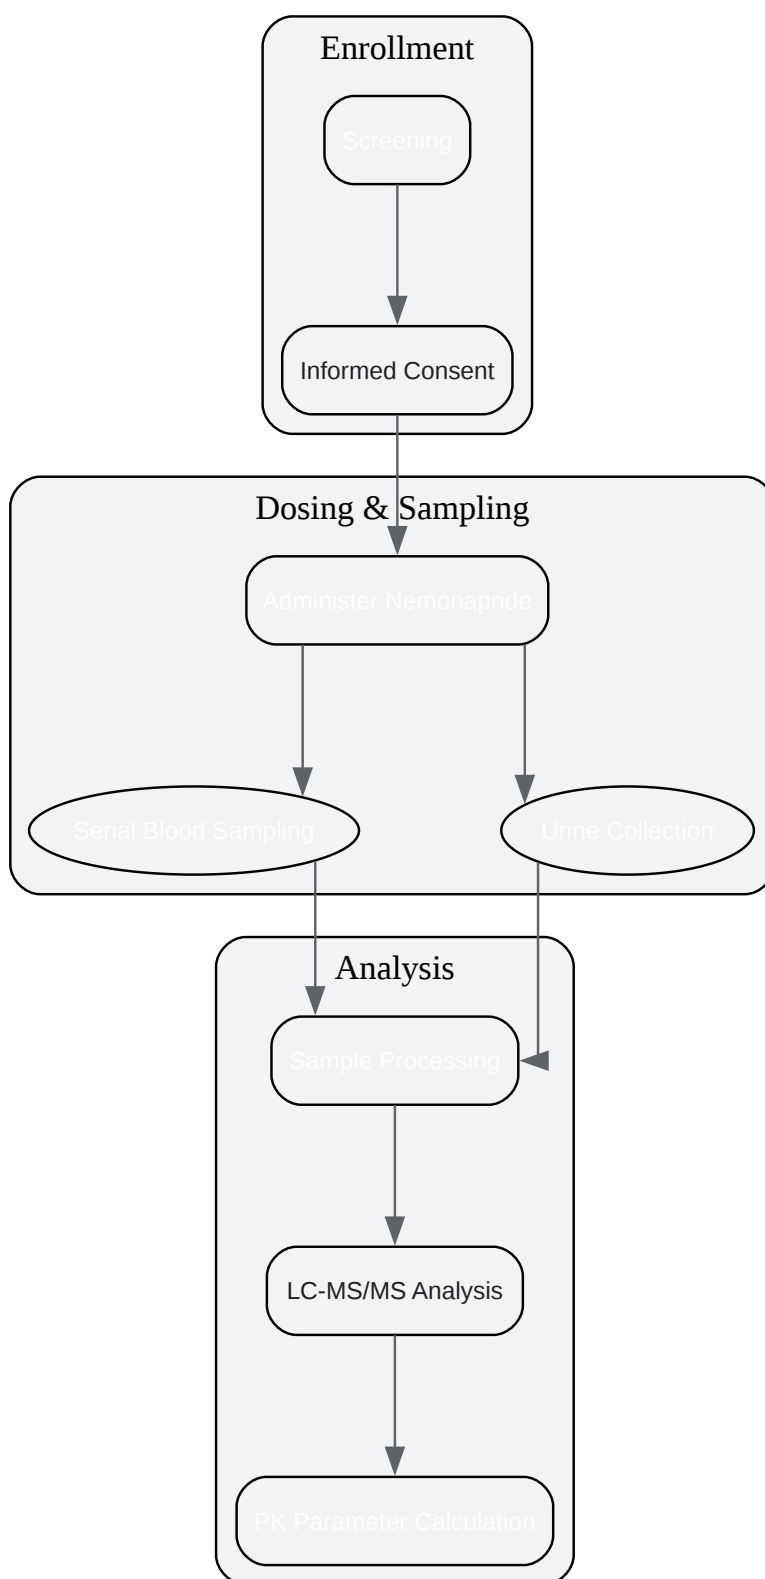 Enrollment
Screening
Informed Consent
Dosing & Sampling
Administer Nemonapride
Serial Blood Sampling
Urine Collection
Analysis
Sample Processing
LC-MS/MS Analysis
PK Parameter Calculation